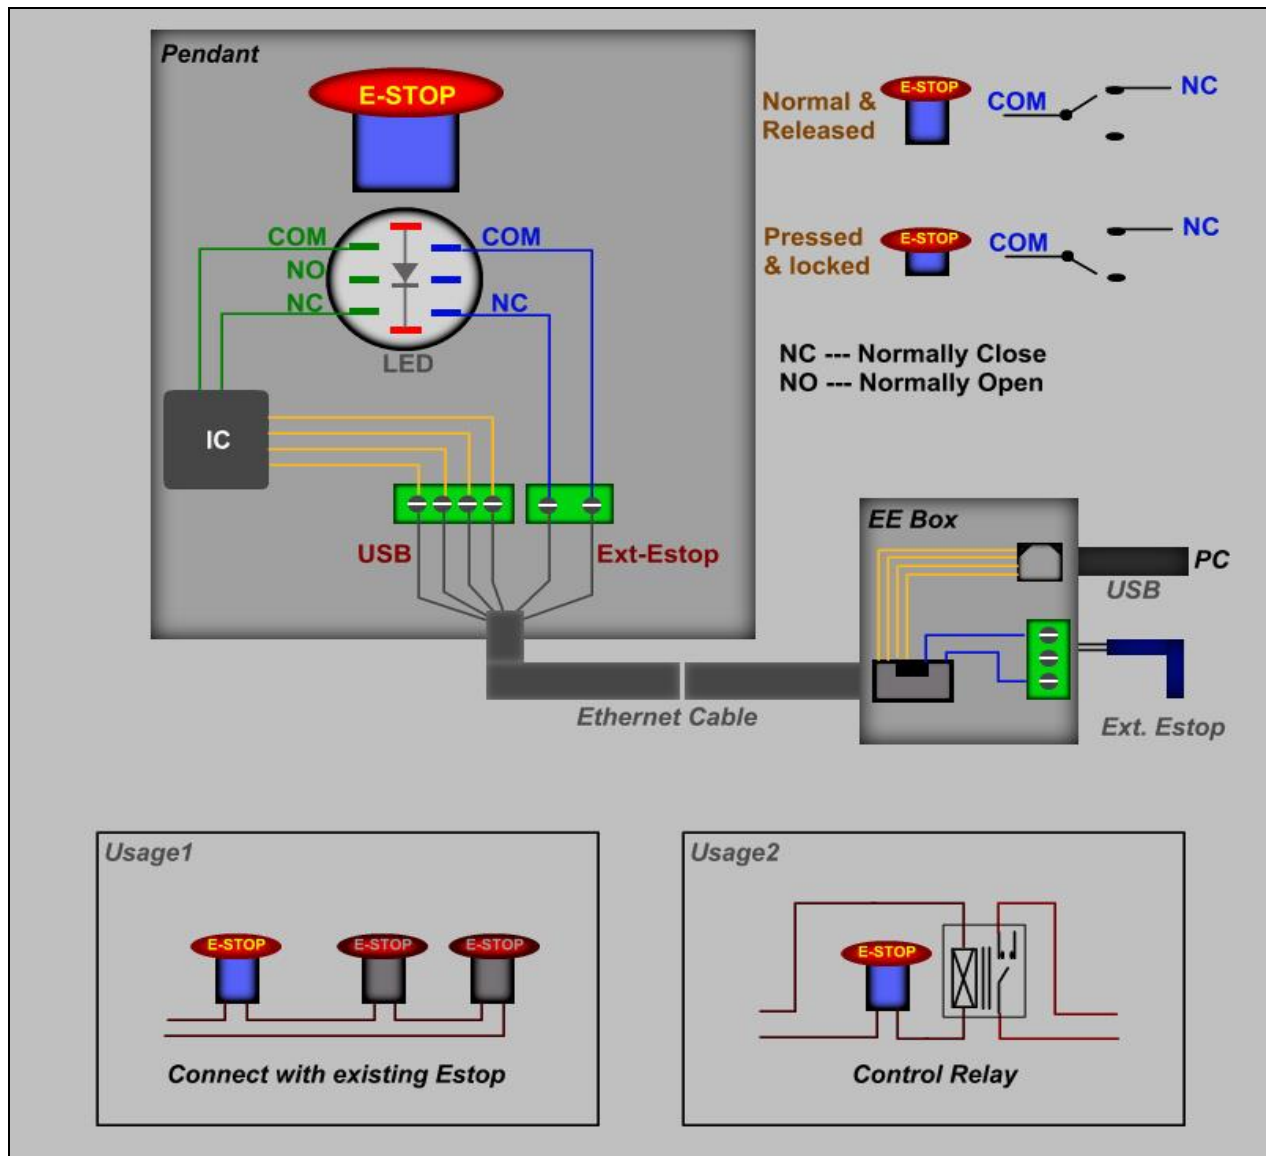 Pendant
E-STOP
COM
NO
NC
COM
NC
LED
IC
USB
Ext-Estop
Normal &
Released
E-STOP
COM
NC
Pressed
& locked
E-STOP
COM
NC
NC --- Normally Close
NO --- Normally Open
EE Box
PC
USB
Ext. Estop
Ethernet Cable
Usage1
E-STOP
E-STOP
E-STOP
Connect with existing Estop
Usage2
E-STOP
Control Relay